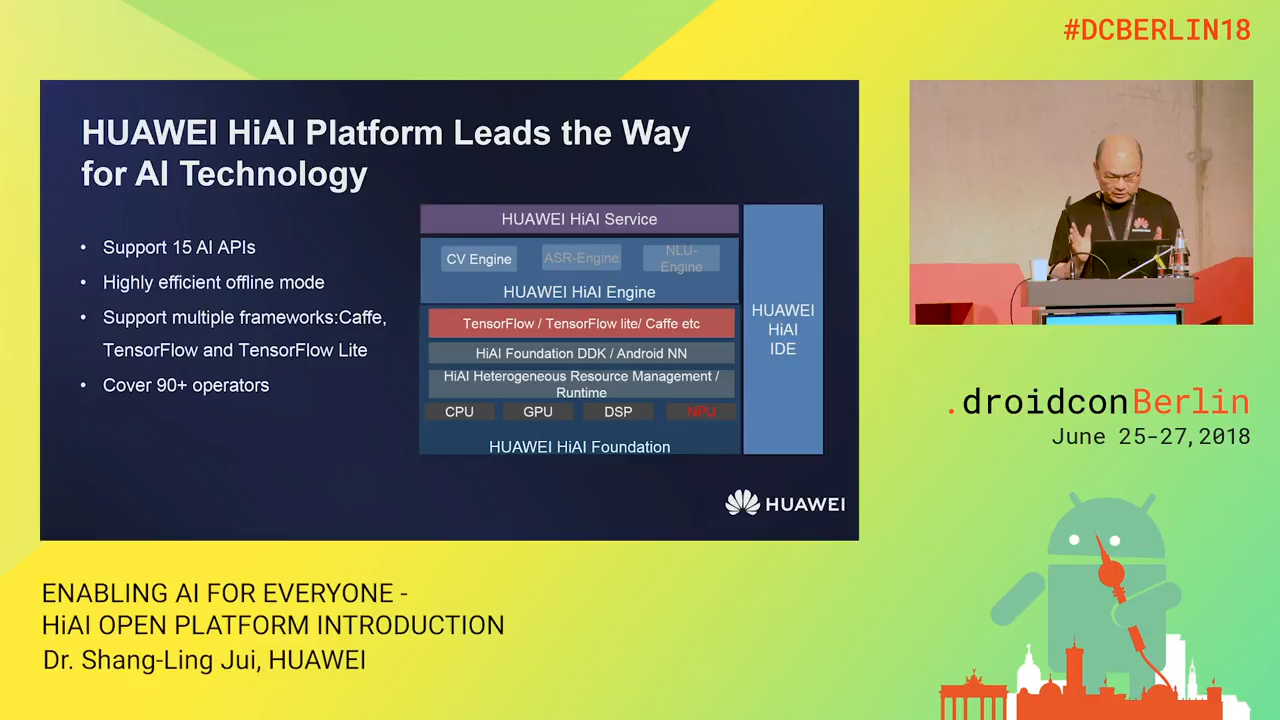 #DCBERLIN18
HUAWEI HiAI Platform Leads the Way
for AI Technology
• Support 15 AI APIs
• Highly efficient offline mode
• Support multiple frameworks:Caffe,
TensorFlow and TensorFlow Lite
• Cover 90+ operators
HUAWEI HiAI Service
CV Engine
ASR-Engine
NLU-
Engine
HUAWEI HiAI Engine
TensorFlow / TensorFlow lite/ Caffe etc
HiAI Foundation DDK / Android NN
HiAI Heterogeneous Resource Management /
Runtime
CPU
GPU
DSP
NPU
HUAWEI HiAI Foundation
HUAWEI
HiAI
IDE
HUAWEI
.droidconBerlin
June 25-27, 2018
ENABLING AI FOR EVERYONE -
HiAI OPEN PLATFORM INTRODUCTION
Dr. Shang-Ling Jui, HUAWEI